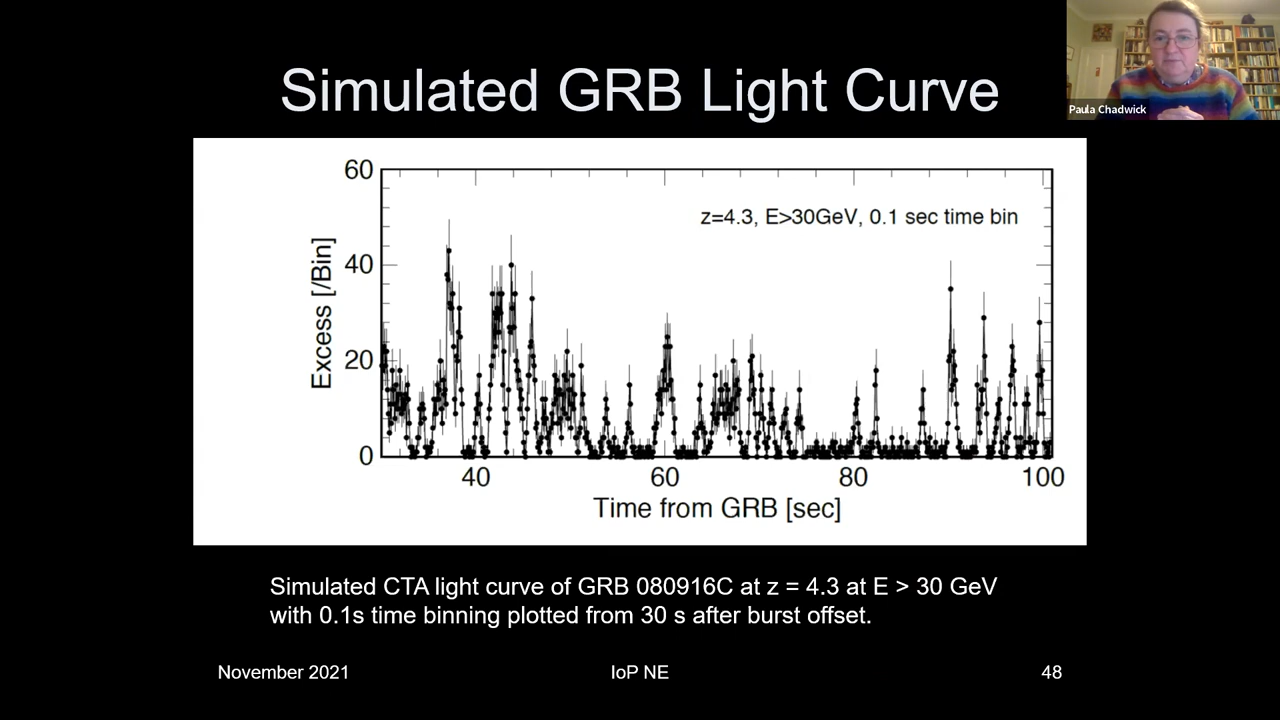 Simulated GRB Light Curve
Paula Chadwick
60
40
20
0
Excess [/Bin]
z=4.3, E>30GeV, 0.1 sec time bin
40 60 80 100
Time from GRB [sec]
Simulated CTA light curve of GRB 080916C at z = 4.3 at E > 30 GeV
with 0.1s time binning plotted from 30 s after burst offset.
November 2021 IoP NE 48